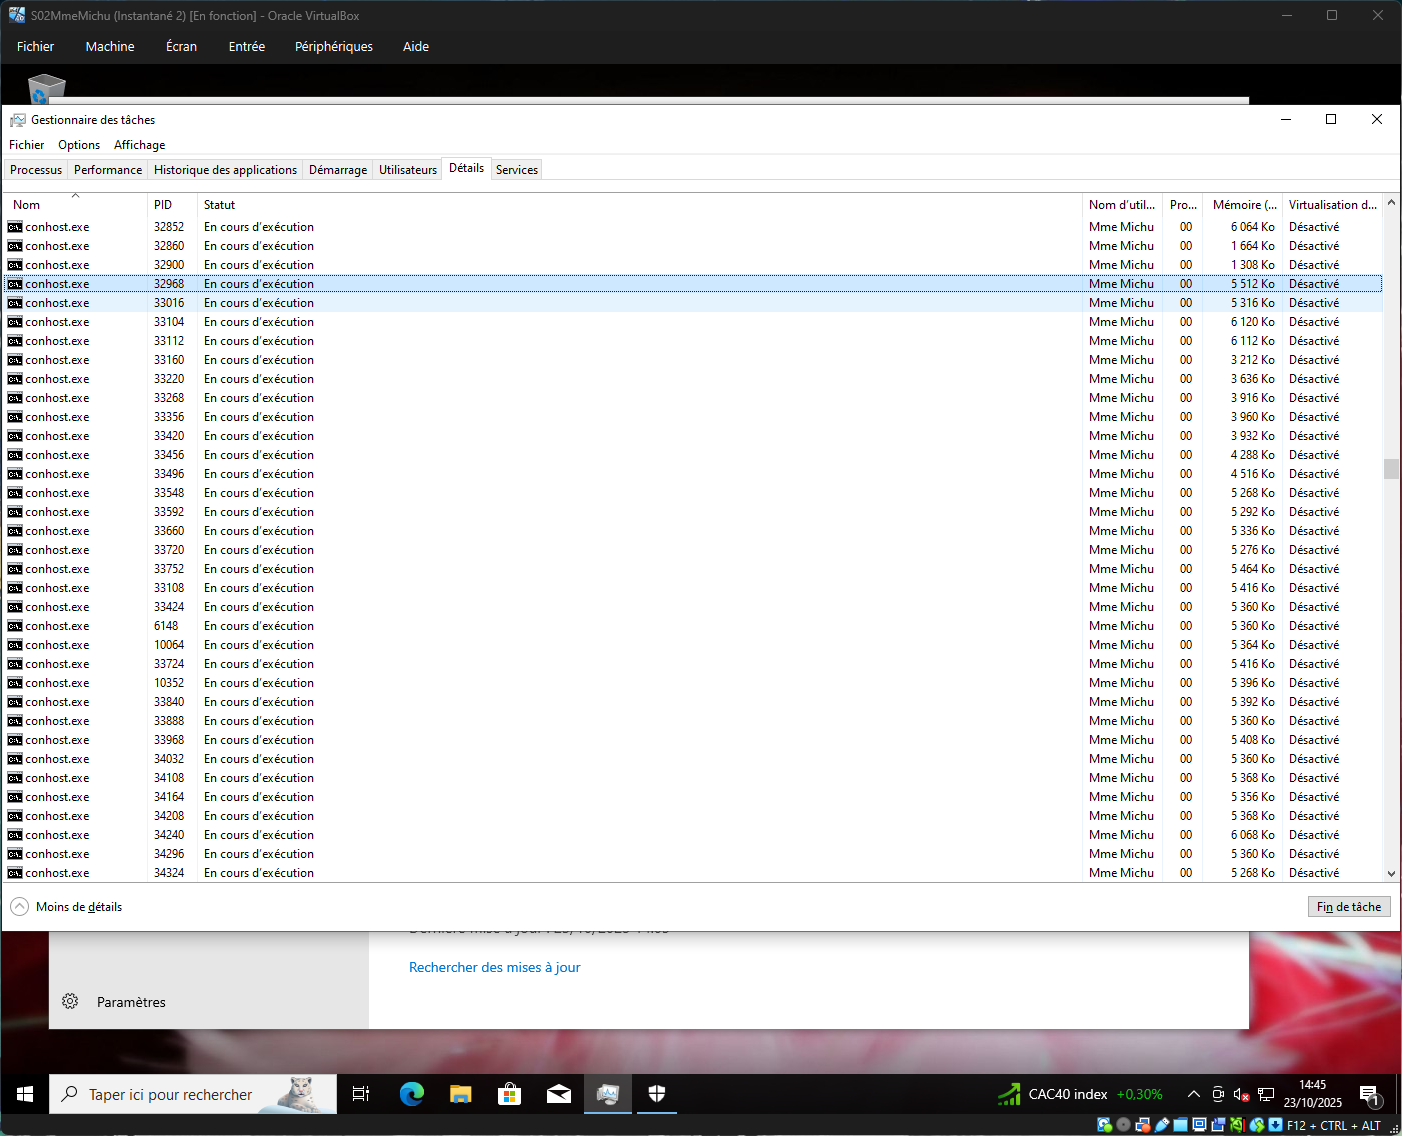 S02MmeMichu (Instantané 2) [En fonction] - Oracle VirtualBox
Fichier Machine Écran Entrée Périphériques Aide
Gestionnaire des tâches
Fichier Options Affichage
Processus Performance Historique des applications Démarrage Utilisateurs Détails Services
Nom PID Statut Nom d'util... Pro... Mémoire (... Virtualisation d...
conhost.exe 32852 En cours d'exécution Mme Michu 00 6 064 Ko Désactivé
conhost.exe 32860 En cours d'exécution Mme Michu 00 1 664 Ko Désactivé
conhost.exe 32900 En cours d'exécution Mme Michu 00 1 308 Ko Désactivé
conhost.exe 32968 En cours d'exécution Mme Michu 00 5 512 Ko Désactivé
conhost.exe 33016 En cours d'exécution Mme Michu 00 5 316 Ko Désactivé
conhost.exe 33104 En cours d'exécution Mme Michu 00 6 120 Ko Désactivé
conhost.exe 33112 En cours d'exécution Mme Michu 00 6 112 Ko Désactivé
conhost.exe 33160 En cours d'exécution Mme Michu 00 3 212 Ko Désactivé
conhost.exe 33220 En cours d'exécution Mme Michu 00 3 636 Ko Désactivé
conhost.exe 33268 En cours d'exécution Mme Michu 00 3 916 Ko Désactivé
conhost.exe 33356 En cours d'exécution Mme Michu 00 3 960 Ko Désactivé
conhost.exe 33420 En cours d'exécution Mme Michu 00 3 932 Ko Désactivé
conhost.exe 33456 En cours d'exécution Mme Michu 00 4 288 Ko Désactivé
conhost.exe 33496 En cours d'exécution Mme Michu 00 4 516 Ko Désactivé
conhost.exe 33548 En cours d'exécution Mme Michu 00 5 268 Ko Désactivé
conhost.exe 33592 En cours d'exécution Mme Michu 00 5 292 Ko Désactivé
conhost.exe 33660 En cours d'exécution Mme Michu 00 5 336 Ko Désactivé
conhost.exe 33720 En cours d'exécution Mme Michu 00 5 276 Ko Désactivé
conhost.exe 33752 En cours d'exécution Mme Michu 00 5 464 Ko Désactivé
conhost.exe 33108 En cours d'exécution Mme Michu 00 5 416 Ko Désactivé
conhost.exe 33424 En cours d'exécution Mme Michu 00 5 360 Ko Désactivé
conhost.exe 6148 En cours d'exécution Mme Michu 00 5 360 Ko Désactivé
conhost.exe 10064 En cours d'exécution Mme Michu 00 5 364 Ko Désactivé
conhost.exe 33724 En cours d'exécution Mme Michu 00 5 416 Ko Désactivé
conhost.exe 10352 En cours d'exécution Mme Michu 00 5 396 Ko Désactivé
conhost.exe 33840 En cours d'exécution Mme Michu 00 5 392 Ko Désactivé
conhost.exe 33888 En cours d'exécution Mme Michu 00 5 360 Ko Désactivé
conhost.exe 33968 En cours d'exécution Mme Michu 00 5 408 Ko Désactivé
conhost.exe 34032 En cours d'exécution Mme Michu 00 5 360 Ko Désactivé
conhost.exe 34108 En cours d'exécution Mme Michu 00 5 368 Ko Désactivé
conhost.exe 34164 En cours d'exécution Mme Michu 00 5 356 Ko Désactivé
conhost.exe 34208 En cours d'exécution Mme Michu 00 5 368 Ko Désactivé
conhost.exe 34240 En cours d'exécution Mme Michu 00 6 068 Ko Désactivé
conhost.exe 34296 En cours d'exécution Mme Michu 00 5 360 Ko Désactivé
conhost.exe 34324 En cours d'exécution Mme Michu 00 5 268 Ko Désactivé
Moins de détails Fin de tâche
Rechercher des mises à jour
Paramètres
Taper ici pour rechercher CAC40 index +0,30% 14:45
23/10/2025 1
F12 + CTRL + ALT